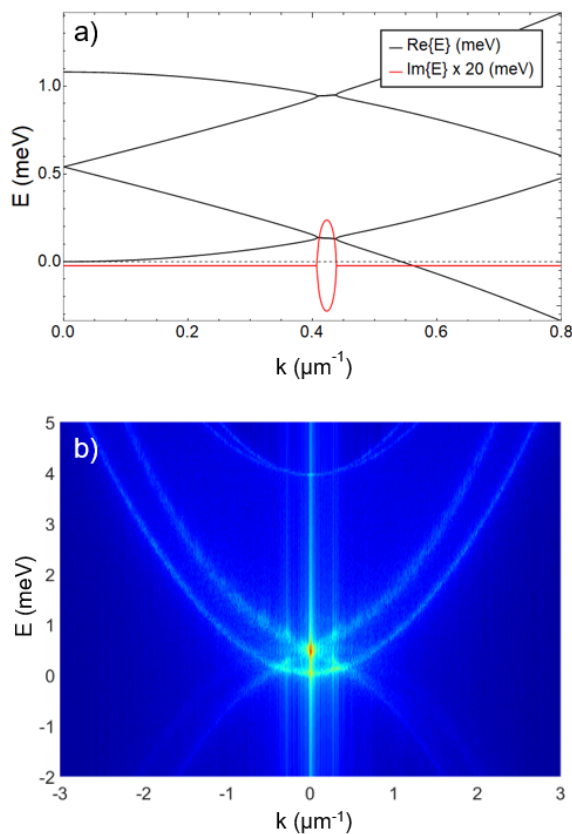 a)
Re{E} (meV)
Im{E} x 20 (meV)
1.0
0.5
0.0
E (meV)
0.0 0.2 0.4 0.6 0.8
k (µm⁻¹)
b)
5
4
3
2
1
0
-1
-2
E (meV)
-3 -2 -1 0 1 2 3
k (µm⁻¹)